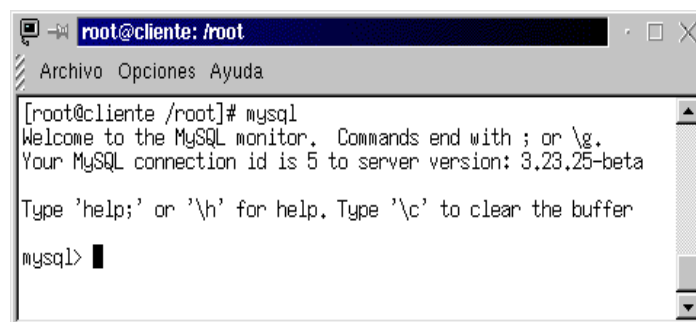 root@cliente: /root
Archivo Opciones Ayuda
[root@cliente /root]# mysql
Welcome to the MySQL monitor.  Commands end with ; or \g.
Your MySQL connection id is 5 to server version: 3.23.25-beta
Type 'help;' or '\h' for help. Type '\c' to clear the buffer
mysql>